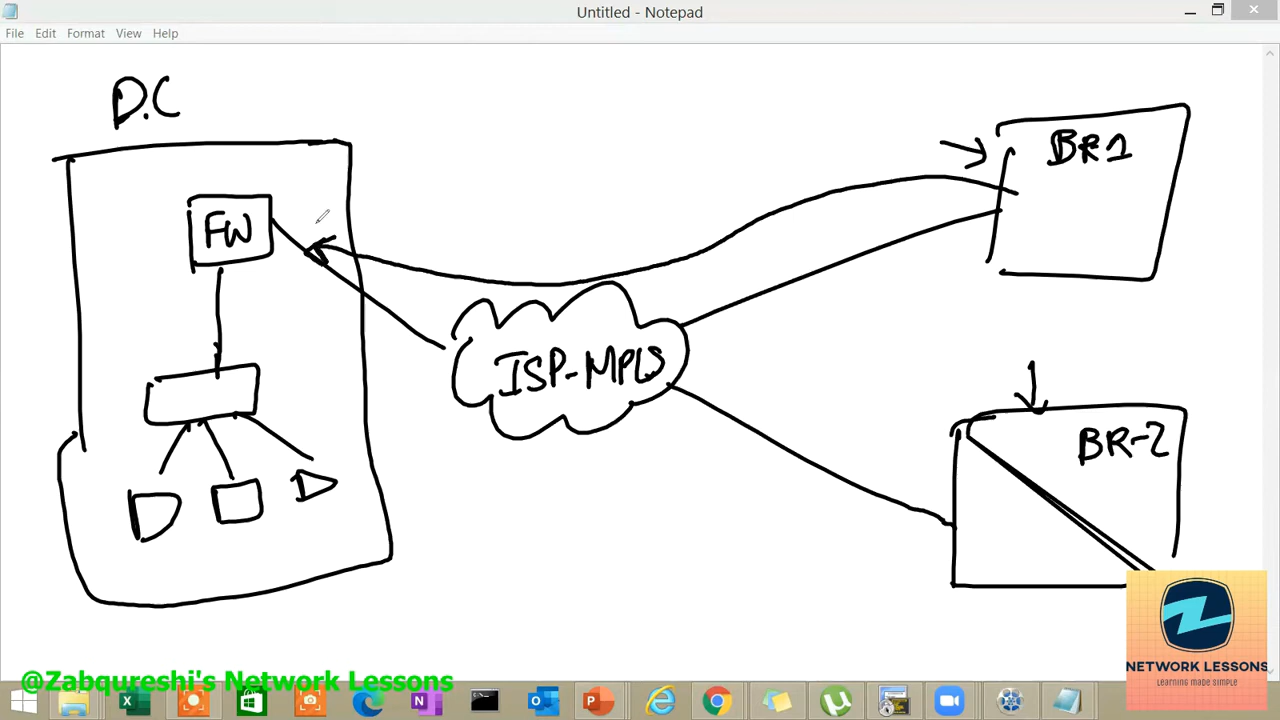 Untitled - Notepad
File Edit Format View Help
D.C
BR1
FW
ISP-MPLS
BR-2
NETWORK LESSONS
Learning made simple
@Zabqureshi's Network Lessons